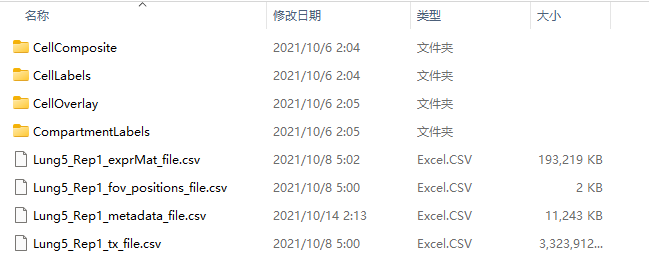 名称 修改日期 类型 大小
CellComposite 2021/10/6 2:04 文件夹
CellLabels 2021/10/6 2:04 文件夹
CellOverlay 2021/10/6 2:05 文件夹
CompartmentLabels 2021/10/6 2:05 文件夹
Lung5_Rep1_exprMat_file.csv 2021/10/8 5:02 Excel.CSV 193,219 KB
Lung5_Rep1_fov_positions_file.csv 2021/10/8 5:00 Excel.CSV 2 KB
Lung5_Rep1_metadata_file.csv 2021/10/14 2:13 Excel.CSV 11,243 KB
Lung5_Rep1_tx_file.csv 2021/10/8 5:00 Excel.CSV 3,323,912...